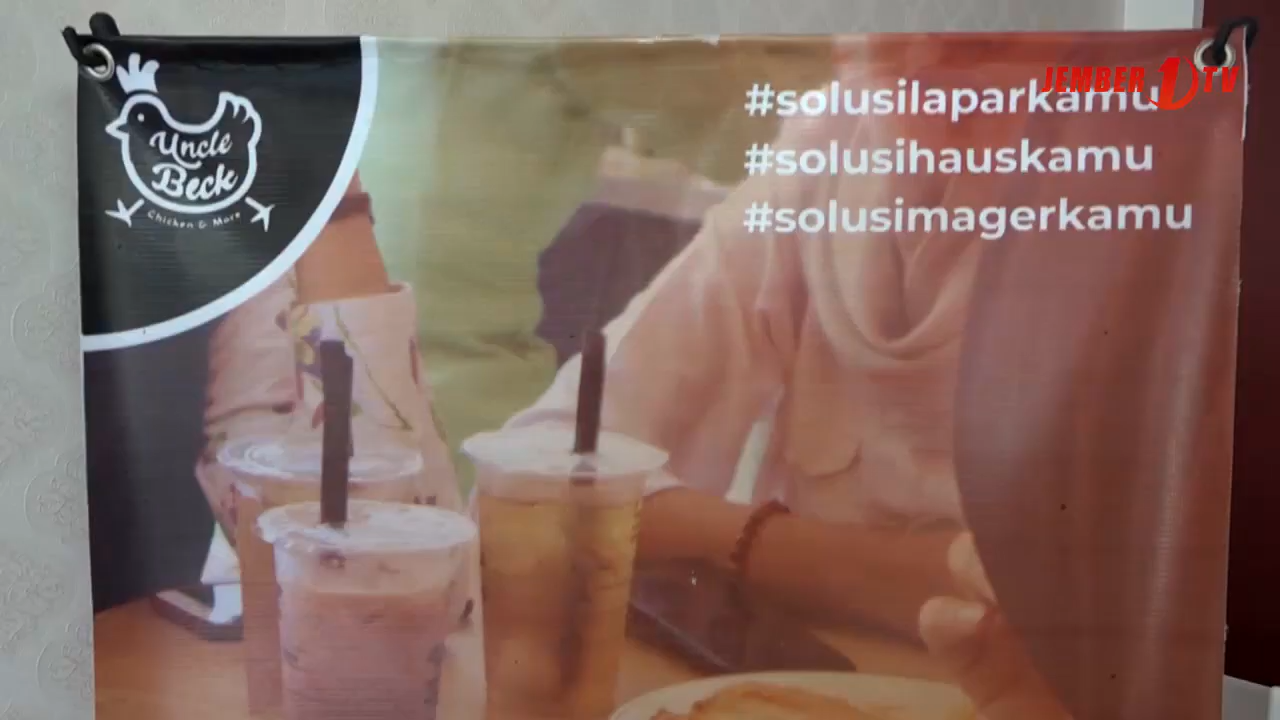 Uncle
Beck
Chicken & More
#solusilaparkamu
#solusihauskamu
#solusimagerkamu
JEMBER 1 TV